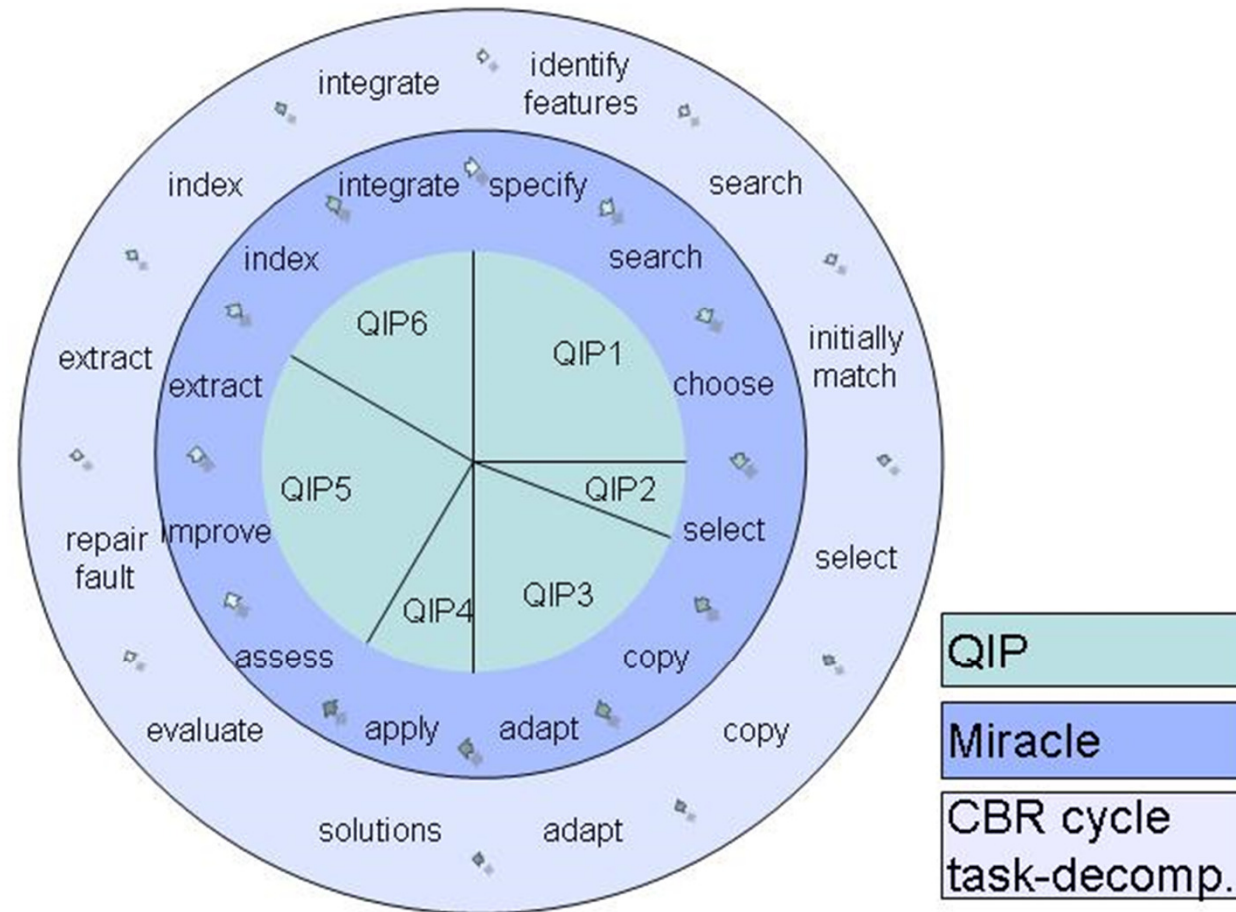 integrate
identify
features
search
initially
match
select
copy
adapt
solutions
evaluate
repair
fault
extract
index
integrate
specify
search
choose
select
copy
adapt
apply
assess
improve
extract
index
QIP6
QIP1
QIP2
QIP3
QIP4
QIP5
QIP
Miracle
CBR cycle
task-decomp.